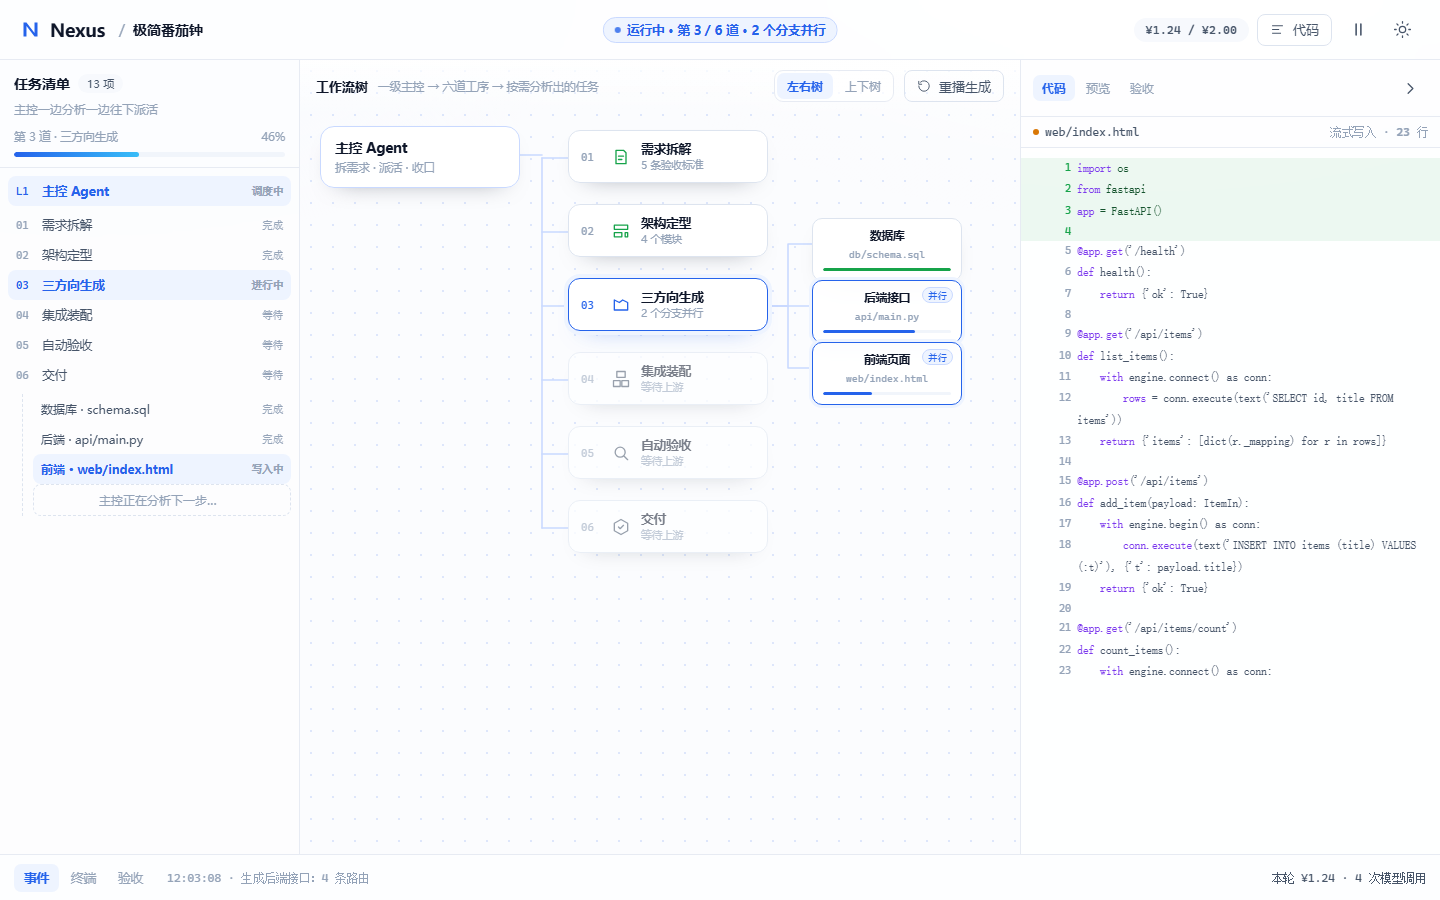 Nexus / 极简番茄钟
运行中 • 第 3 / 6 道 • 2 个分支并行
¥1.24 / ¥2.00
代码
任务清单 13 项
主控一边分析一边往下派活
第 3 道 · 三方向生成 46%
L1 主控 Agent 调度中
01 需求拆解 完成
02 架构定型 完成
03 三方向生成 进行中
04 集成装配 等待
05 自动验收 等待
06 交付 等待
数据库 · schema.sql 完成
后端 · api/main.py 完成
前端 • web/index.html 写入中
主控正在分析下一步...
工作流树 一级主控 → 六道工序 → 按需分析出的任务
左右树 上下树
重播生成
主控 Agent
拆需求 · 派活 · 收口
01 需求拆解
5 条验收标准
02 架构定型
4 个模块
03 三方向生成
2 个分支并行
04 集成装配
等待上游
05 自动验收
等待上游
06 交付
等待上游
数据库
db/schema.sql
后端接口 并行
api/main.py
前端页面 并行
web/index.html
代码 预览 验收
web/index.html 流式写入 · 23 行
1 import os
2 from fastapi
3 app = FastAPI()
4
5 @app.get("/health")
6 def health():
7 return {"ok": True}
8
9 @app.get("/api/items")
10 def list_items():
11 with engine.connect() as conn:
12 rows = conn.execute(text("SELECT id, title FROM
items"))
13 return {"items": [dict(r._mapping) for r in rows]}
14
15 @app.post("/api/items")
16 def add_item(payload: ItemIn):
17 with engine.begin() as conn:
18 conn.execute(text("INSERT INTO items (title) VALUES
(:t)"), {"t": payload.title})
19 return {"ok": True}
20
21 @app.get("/api/items/count")
22 def count_items():
23 with engine.connect() as conn:
事件 终端 验收 12:03:08 · 生成后端接口: 4 条路由
本轮 ¥1.24 · 4 次模型调用